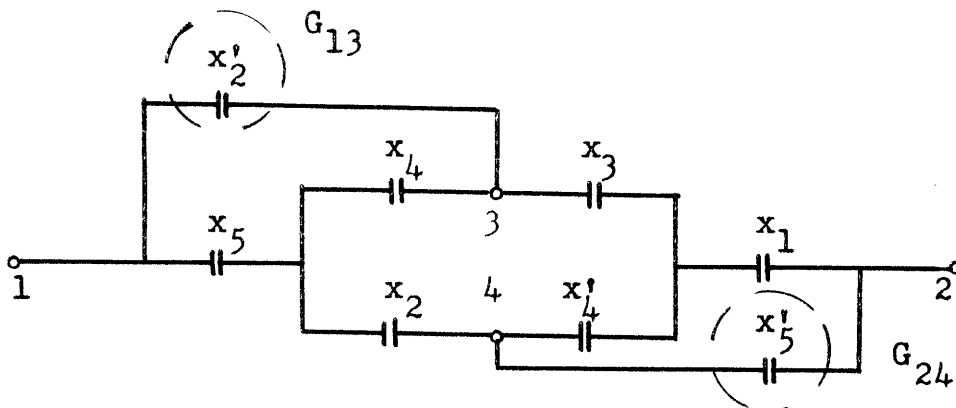 G₁₃
x'₂
x₄ x₃
3
x₅ x₁
1 2
x₂ 4 x'₄
x'₅
G₂₄